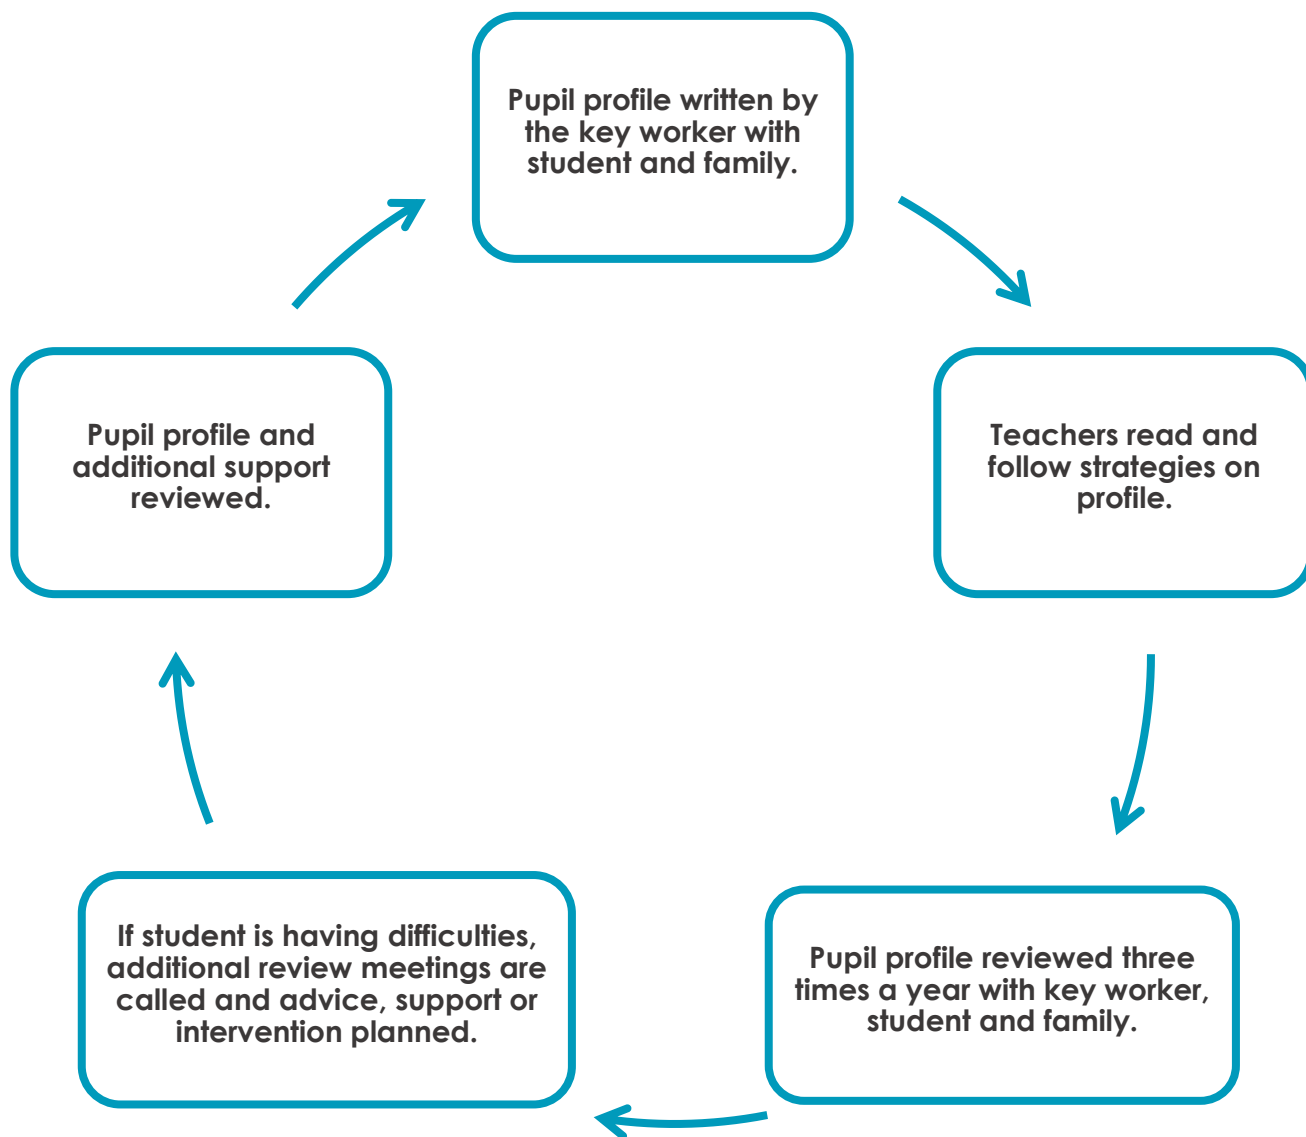 Pupil profile written by
the key worker with
student and family.
Teachers read and
follow strategies on
profile.
Pupil profile reviewed three
times a year with key worker,
student and family.
If student is having difficulties,
additional review meetings are
called and advice, support or
intervention planned.
Pupil profile and
additional support
reviewed.